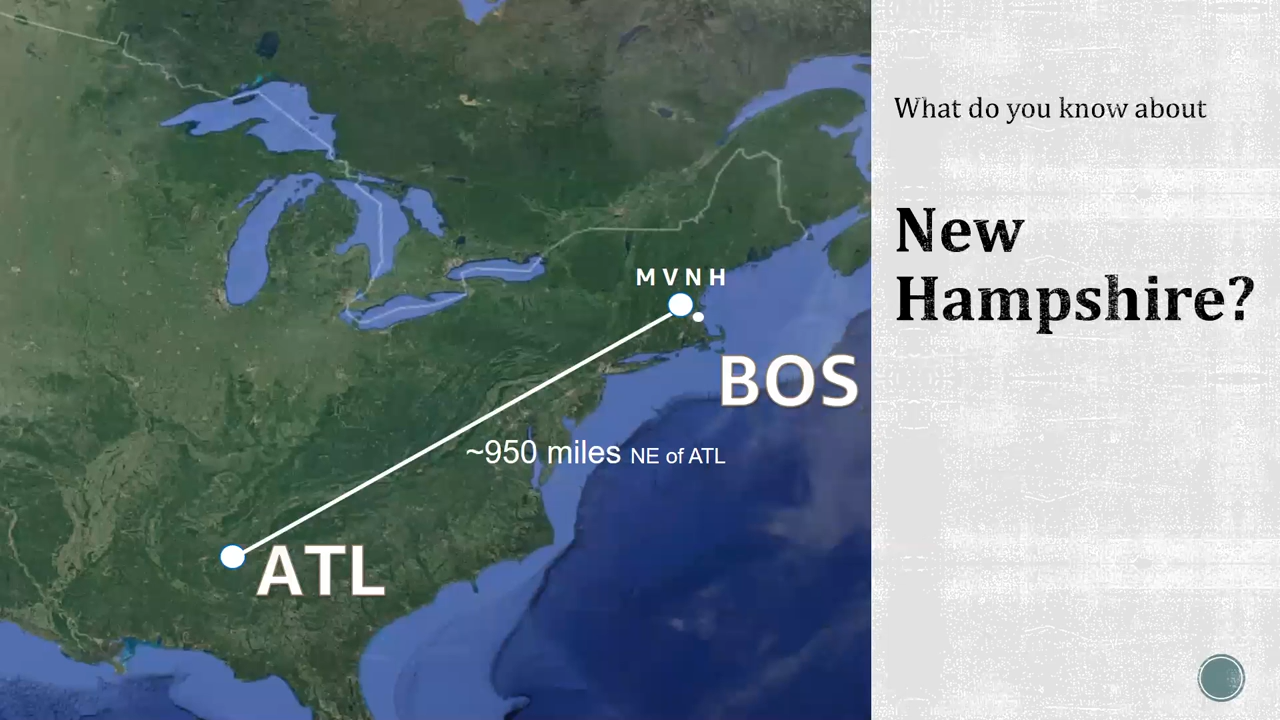 What do you know about
New
Hampshire?
M V N H
BOS
~950 miles NE of ATL
ATL